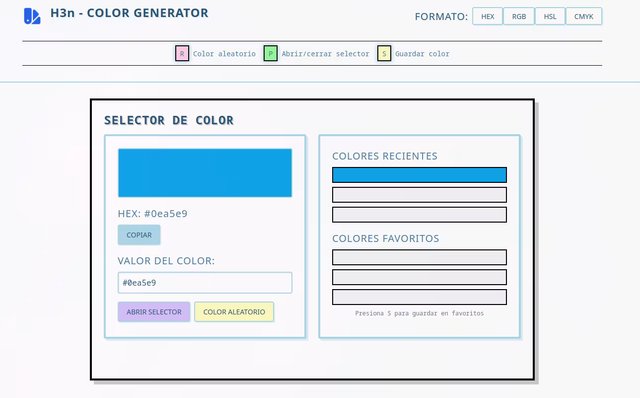 H3n - COLOR GENERATOR
FORMATO: HEX RGB HSL CMYK
R Color aleatorio P Abrir/cerrar selector S Guardar color
SELECTOR DE COLOR
HEX: #0ea5e9
COPIAR
VALOR DEL COLOR:
#0ea5e9
ABRIR SELECTOR COLOR ALEATORIO
COLORES RECIENTES
COLORES FAVORITOS
Presiona S para guardar en favoritos